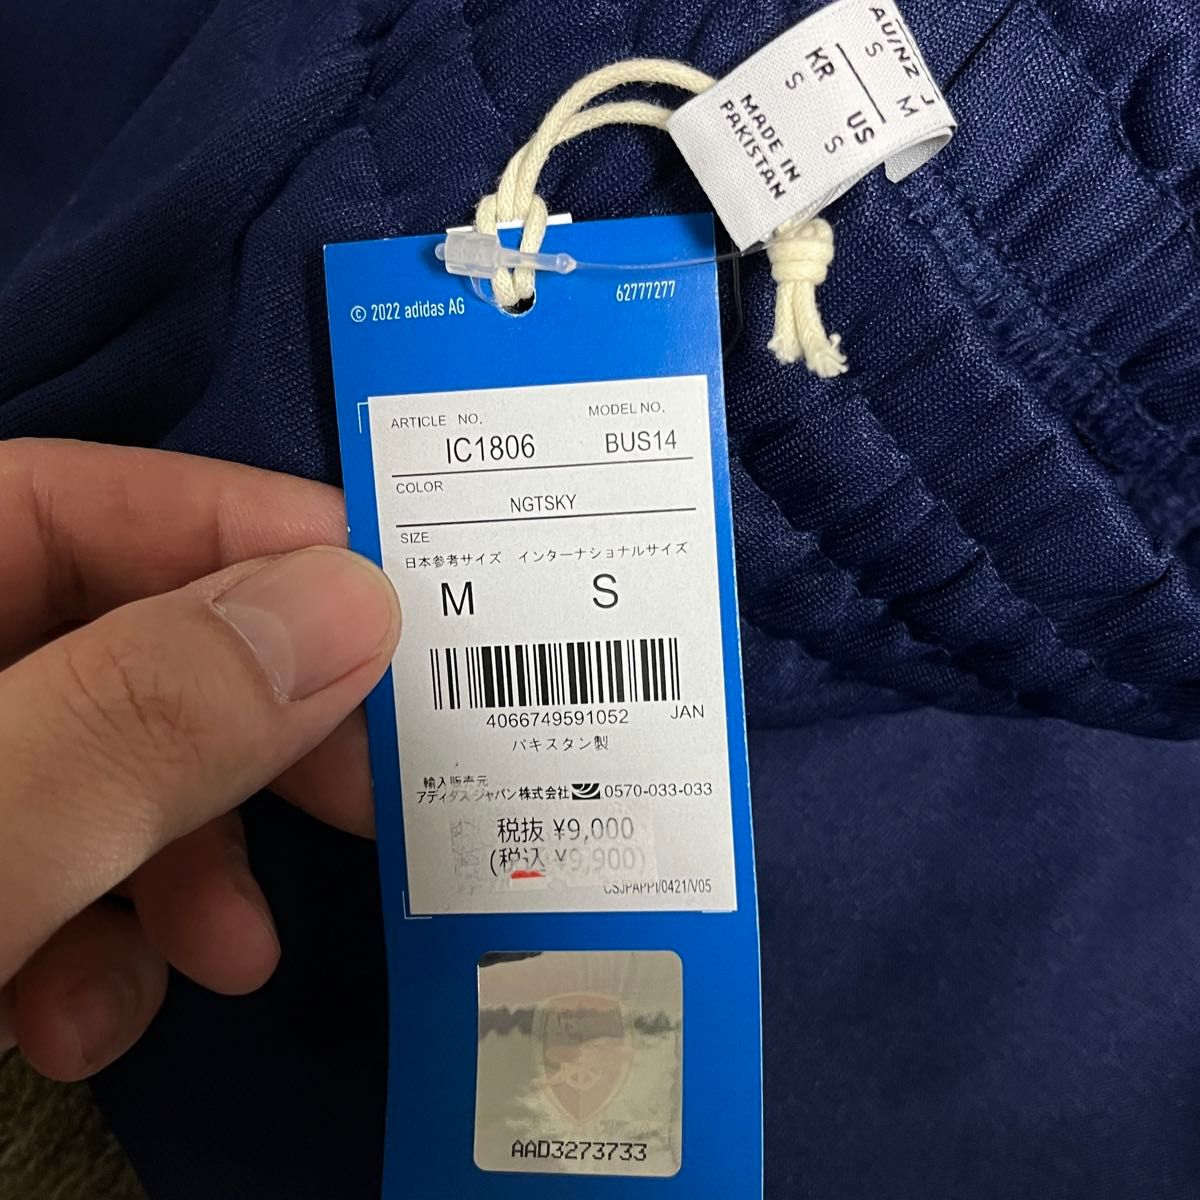 AU/NZ J
S M
KR US
S S
MADE IN
PAKISTAN
© 2022 adidas AG
62777277
ARTICLE NO. MODEL NO.
IC1806 BUS14
COLOR
NGTSKY
SIZE
日本参考サイズ インターナショナルサイズ
M S
4066749591052 JAN
パキスタン製
輸入販売元
アディダスジャパン株式会社 0570-033-033
税抜 ¥9,000
(税込 ¥9,900)
CSJPAPPI/0421/V05
AAD3273733